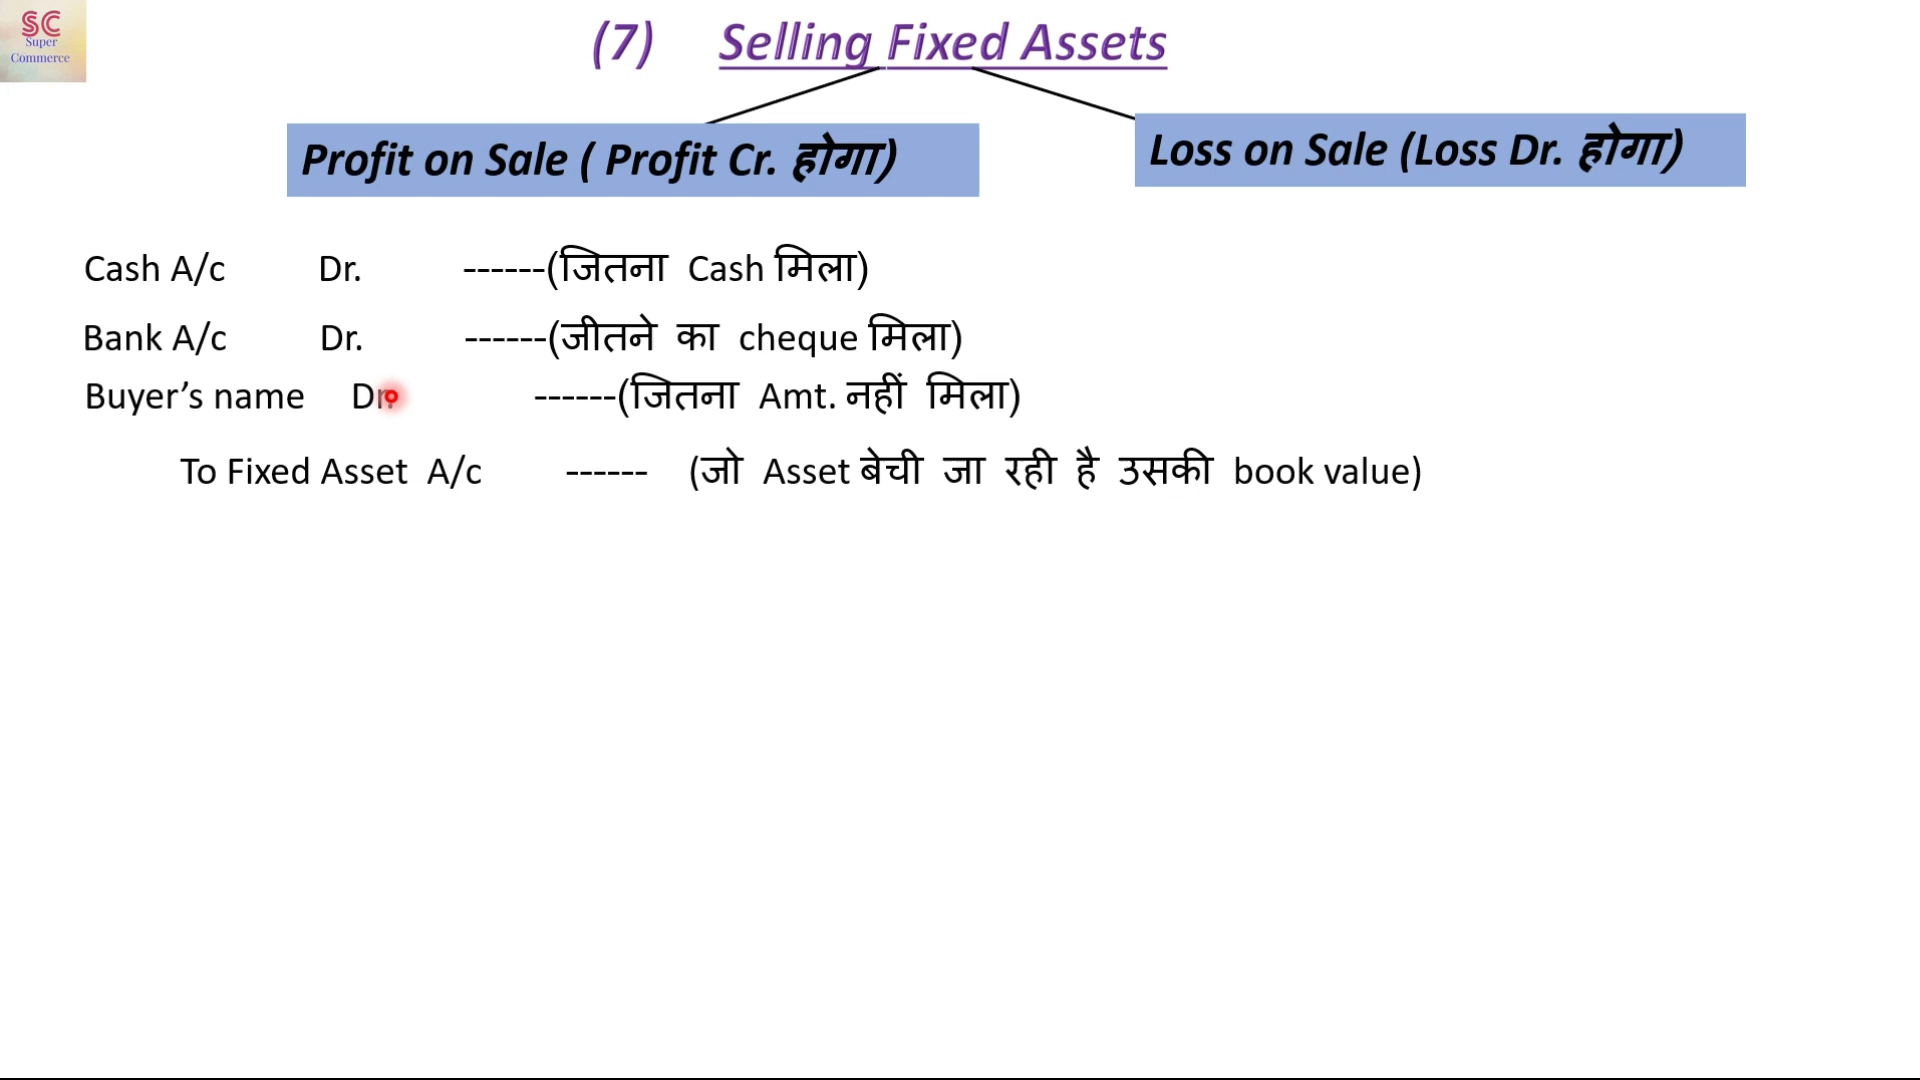 SC
Super
Commerce
(7) Selling Fixed Assets
Profit on Sale ( Profit Cr. होगा)
Loss on Sale (Loss Dr. होगा)
Cash A/c Dr. ------(जितना Cash मिला)
Bank A/c Dr. ------(जीतने का cheque मिला)
Buyer’s name Dr. ------(जितना Amt. नहीं मिला)
To Fixed Asset A/c ------ (जो Asset बेची जा रही है उसकी book value)